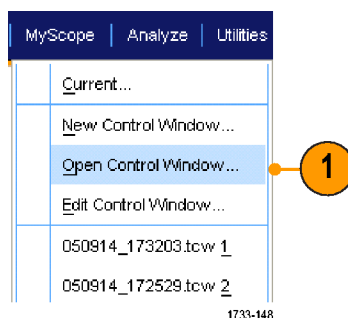 MyScope | Analyze | Utilities
Current...
New Control Window...
Open Control Window...
1
Edit Control Window...
050914_173203.tcw 1
050914_172529.tcw 2
1733-148